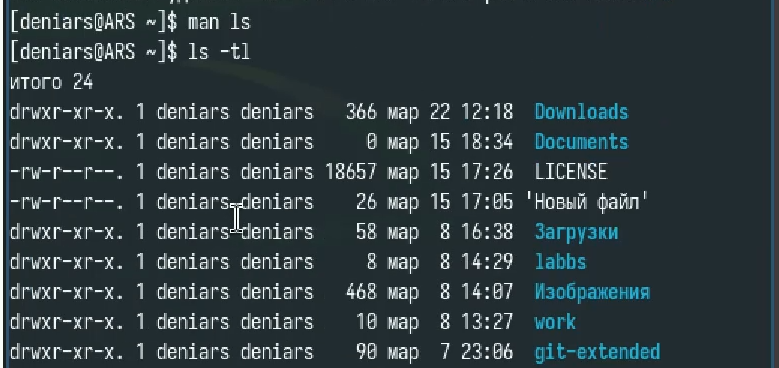 [deniars@ARS ~]$ man ls
[deniars@ARS ~]$ ls -tl
итого 24
drwxr-xr-x. 1 deniars deniars   366 мар 22 12:18  Downloads
drwxr-xr-x. 1 deniars deniars     0 мар 15 18:34  Documents
-rw-r--r--. 1 deniars deniars 18657 мар 15 17:26  LICENSE
-rw-r--r--. 1 deniars deniars    26 мар 15 17:05 'Новый файл'
drwxr-xr-x. 1 deniars deniars    58 мар  8 16:38  Загрузки
drwxr-xr-x. 1 deniars deniars     8 мар  8 14:29  labbs
drwxr-xr-x. 1 deniars deniars   468 мар  8 14:07  Изображения
drwxr-xr-x. 1 deniars deniars    10 мар  8 13:27  work
drwxr-xr-x. 1 deniars deniars    90 мар  7 23:06  git-extended